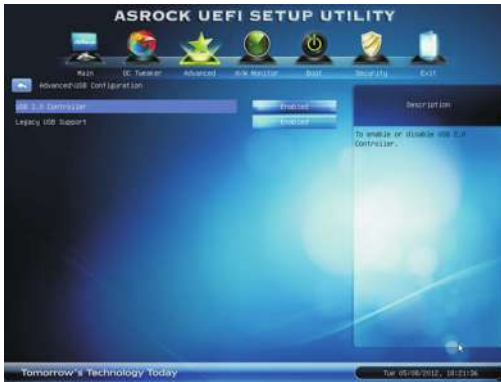 ASROCK UEFI SETUP UTILITY
Main OC Tweaker Advanced H/W Monitor Boot Security Exit
Advanced\USB Configuration
USB 2.0 Controller Enabled
Legacy USB Support Enabled
Description
To enable or disable USB 2.0
Controller.
Tomorrow's Technology Today
Tue 05/08/2012, 18:21:36